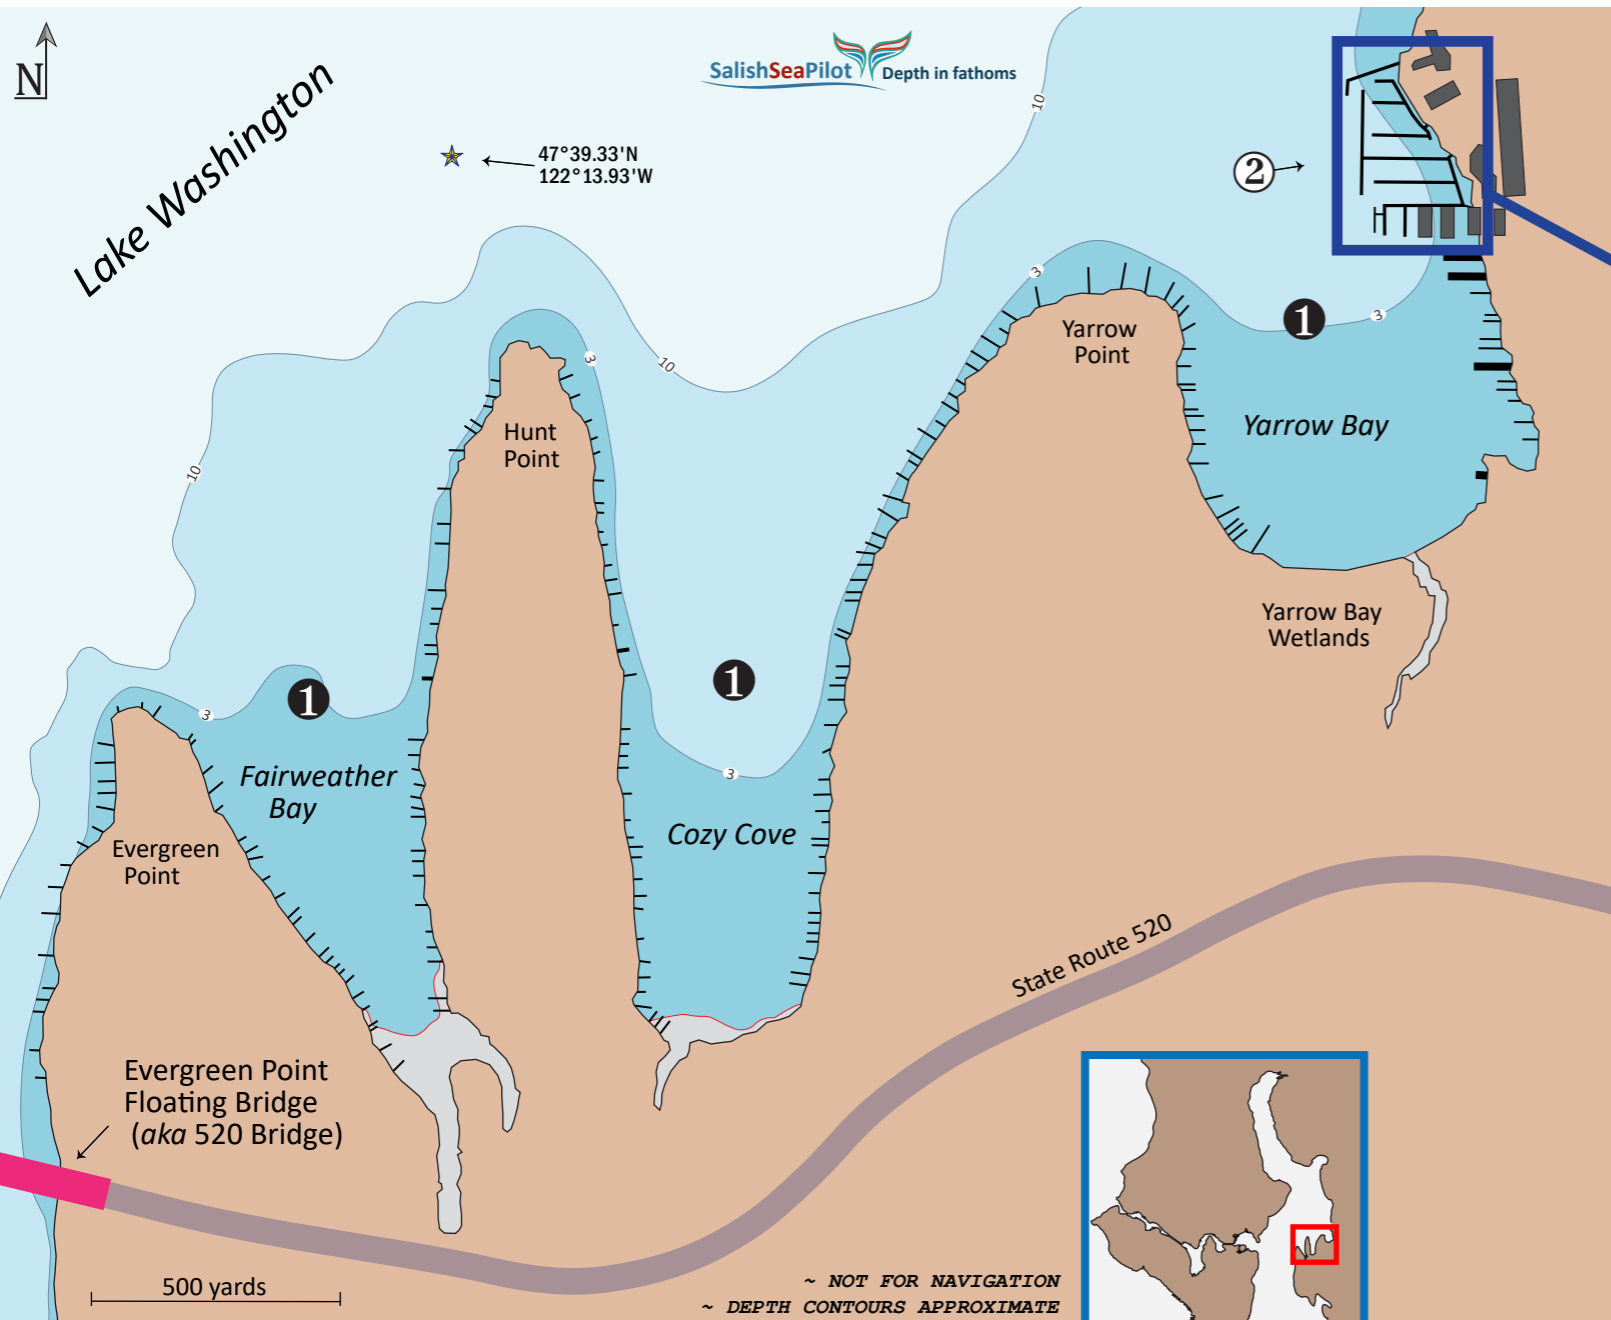 N
Lake Washington
SalishSeaPilot
Depth in fathoms
10
47°39.33'N
122°13.93'W
2
3
Yarrow
Point
1
3
3
10
Hunt
Point
Yarrow Bay
10
Yarrow Bay
Wetlands
1
1
3
3
Fairweather
Bay
Cozy Cove
Evergreen
Point
State Route 520
Evergreen Point
Floating Bridge
(aka 520 Bridge)
500 yards
~ NOT FOR NAVIGATION
~ DEPTH CONTOURS APPROXIMATE